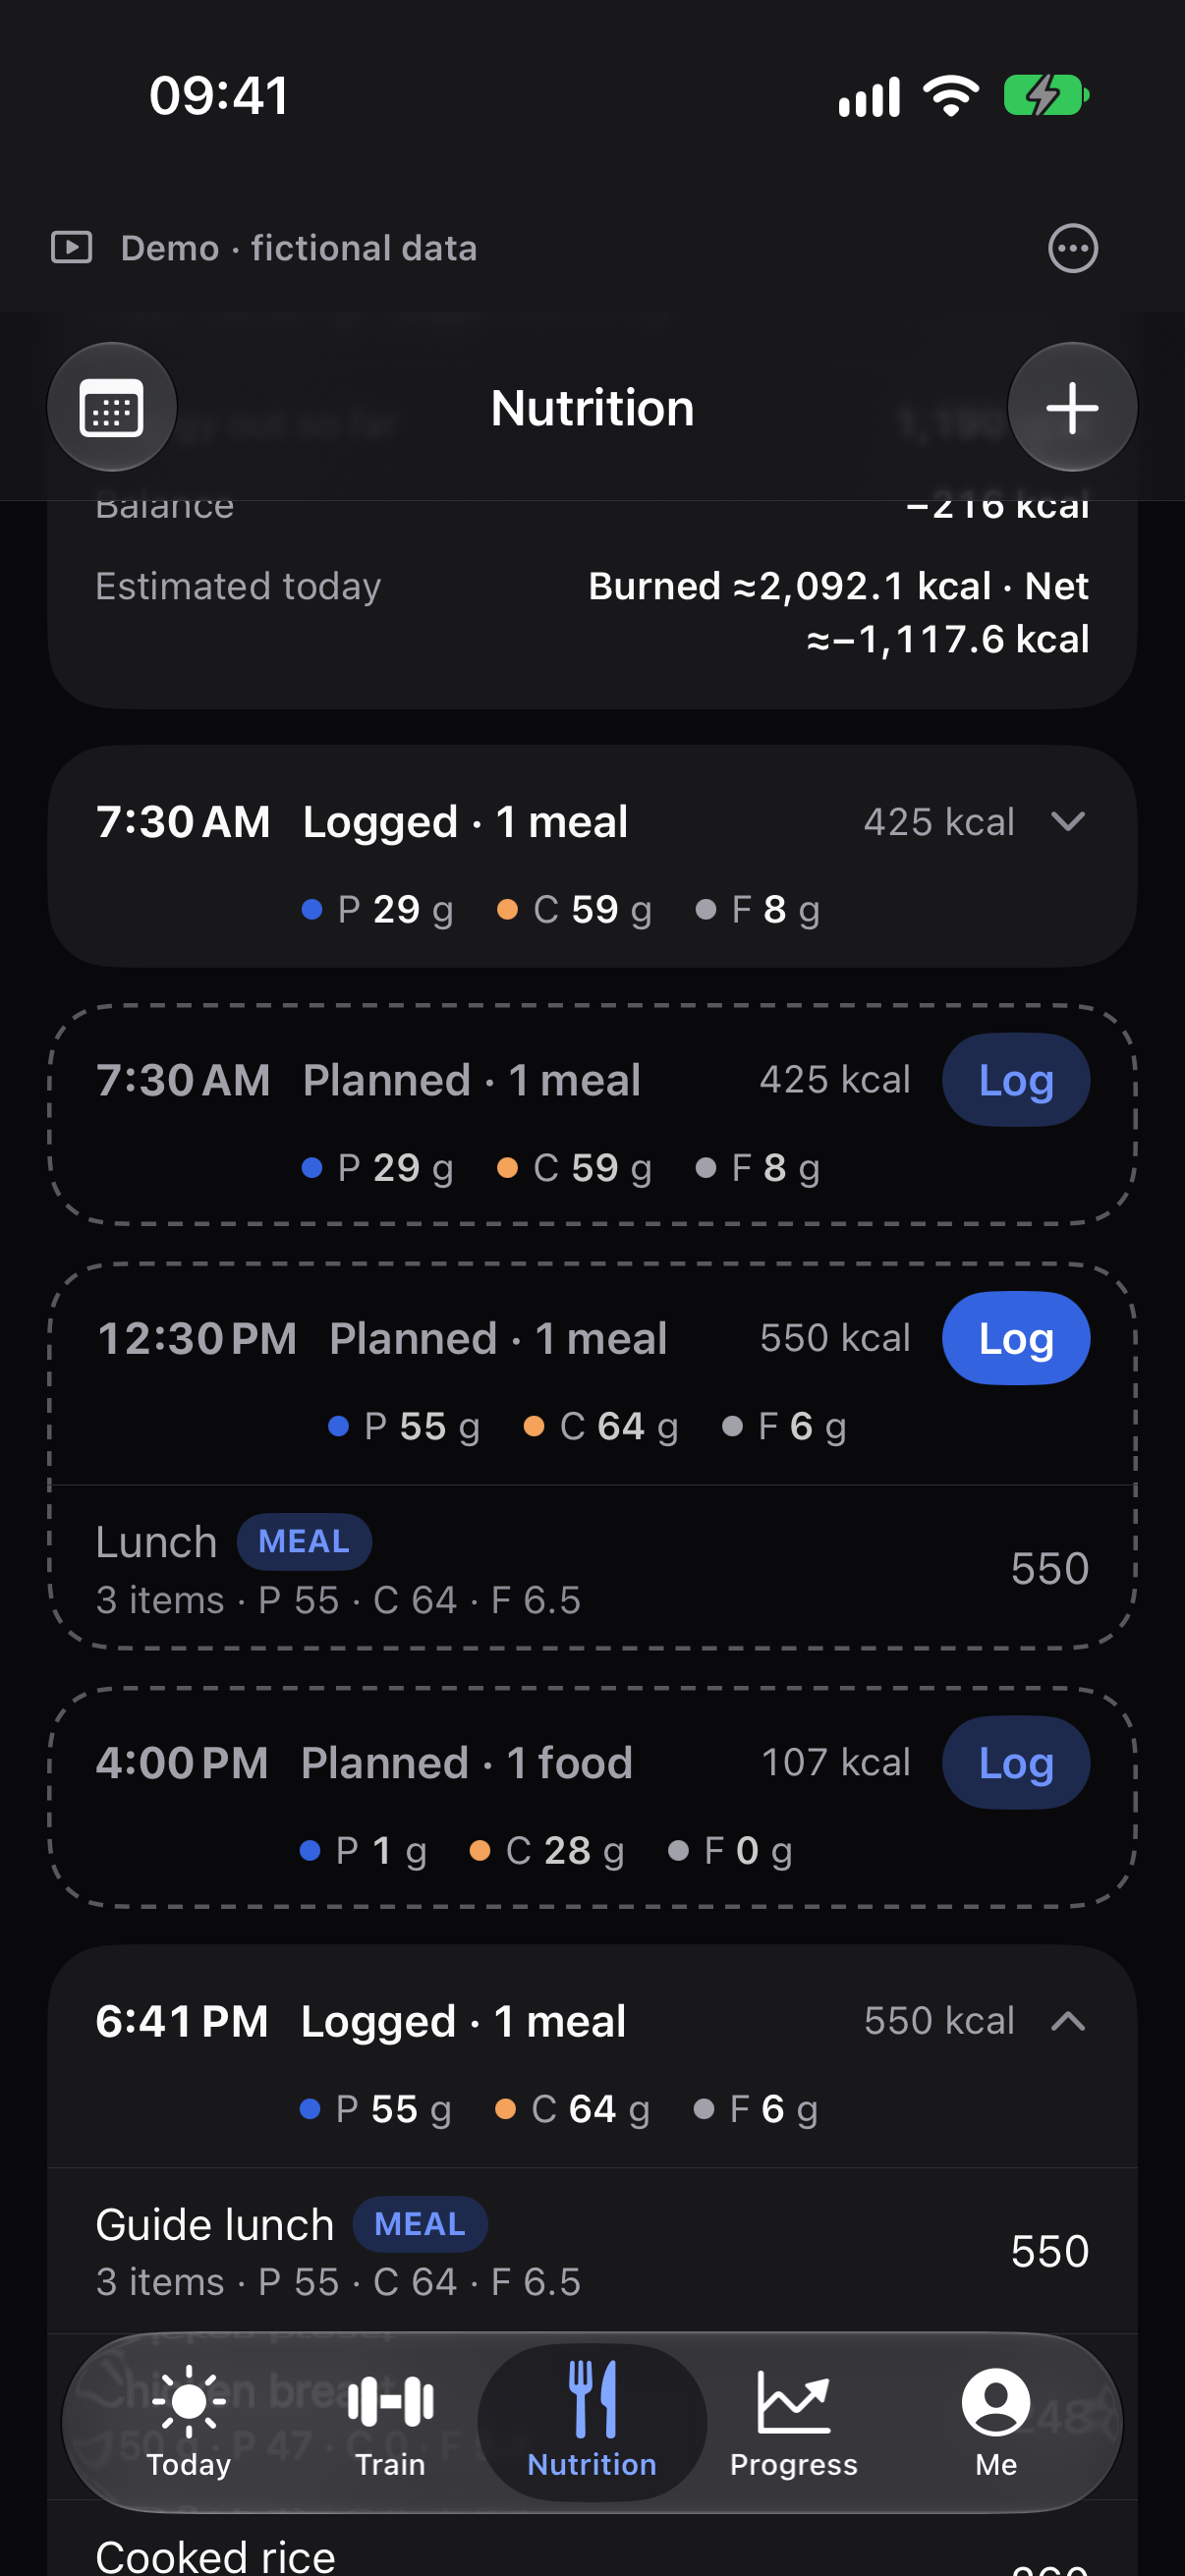 09:41
Demo · fictional data
Nutrition
Balance −216 kcal
Estimated today Burned ≈2,092.1 kcal · Net
≈−1,117.6 kcal
7:30 AM Logged · 1 meal 425 kcal
P 29 g C 59 g F 8 g
7:30 AM Planned · 1 meal 425 kcal Log
P 29 g C 59 g F 8 g
12:30 PM Planned · 1 meal 550 kcal Log
P 55 g C 64 g F 6 g
Lunch MEAL 550
3 items · P 55 · C 64 · F 6.5
4:00 PM Planned · 1 food 107 kcal Log
P 1 g C 28 g F 0 g
6:41 PM Logged · 1 meal 550 kcal
P 55 g C 64 g F 6 g
Guide lunch MEAL 550
3 items · P 55 · C 64 · F 6.5
Today Train Nutrition Progress Me
Cooked rice